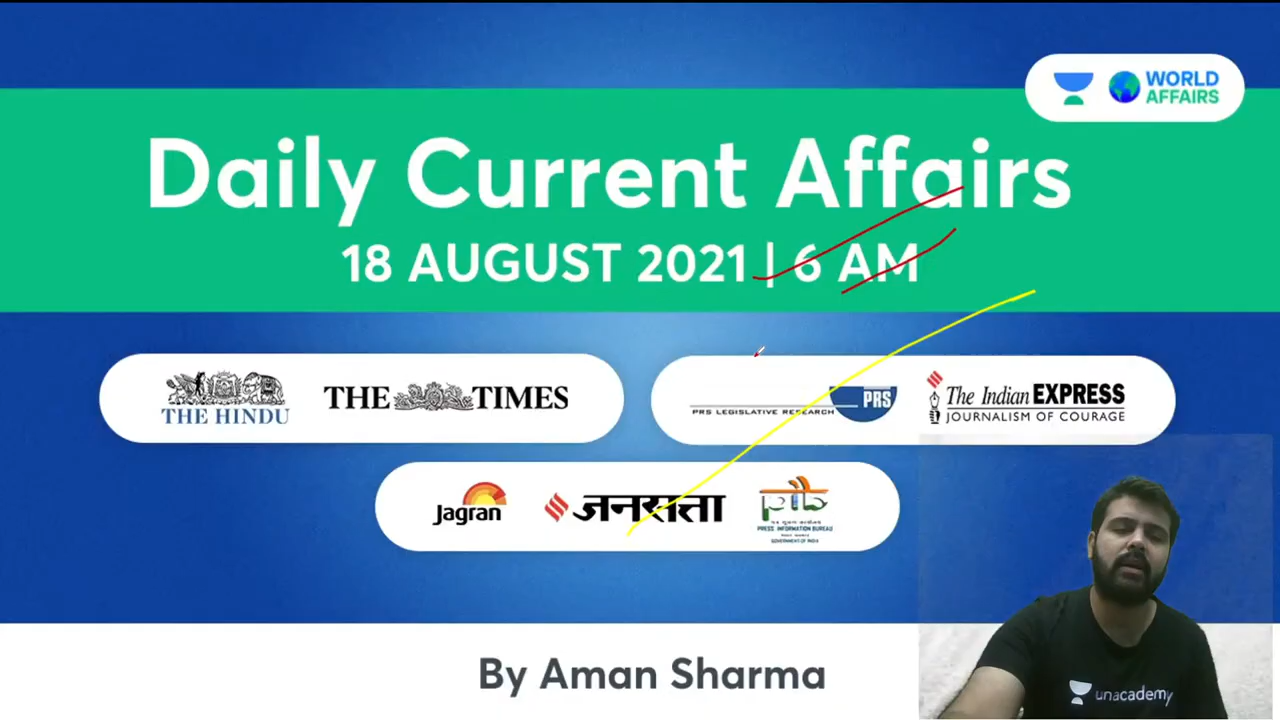 WORLD
AFFAIRS
Daily Current Affairs
18 AUGUST 2021 | 6 AM
THE HINDU
THE TIMES
PRS LEGISLATIVE RESEARCH
PRS
The Indian EXPRESS
JOURNALISM OF COURAGE
Jagran
जनसत्ता
pib
PRESS INFORMATION BUREAU
GOVERNMENT OF INDIA
By Aman Sharma
unacademy